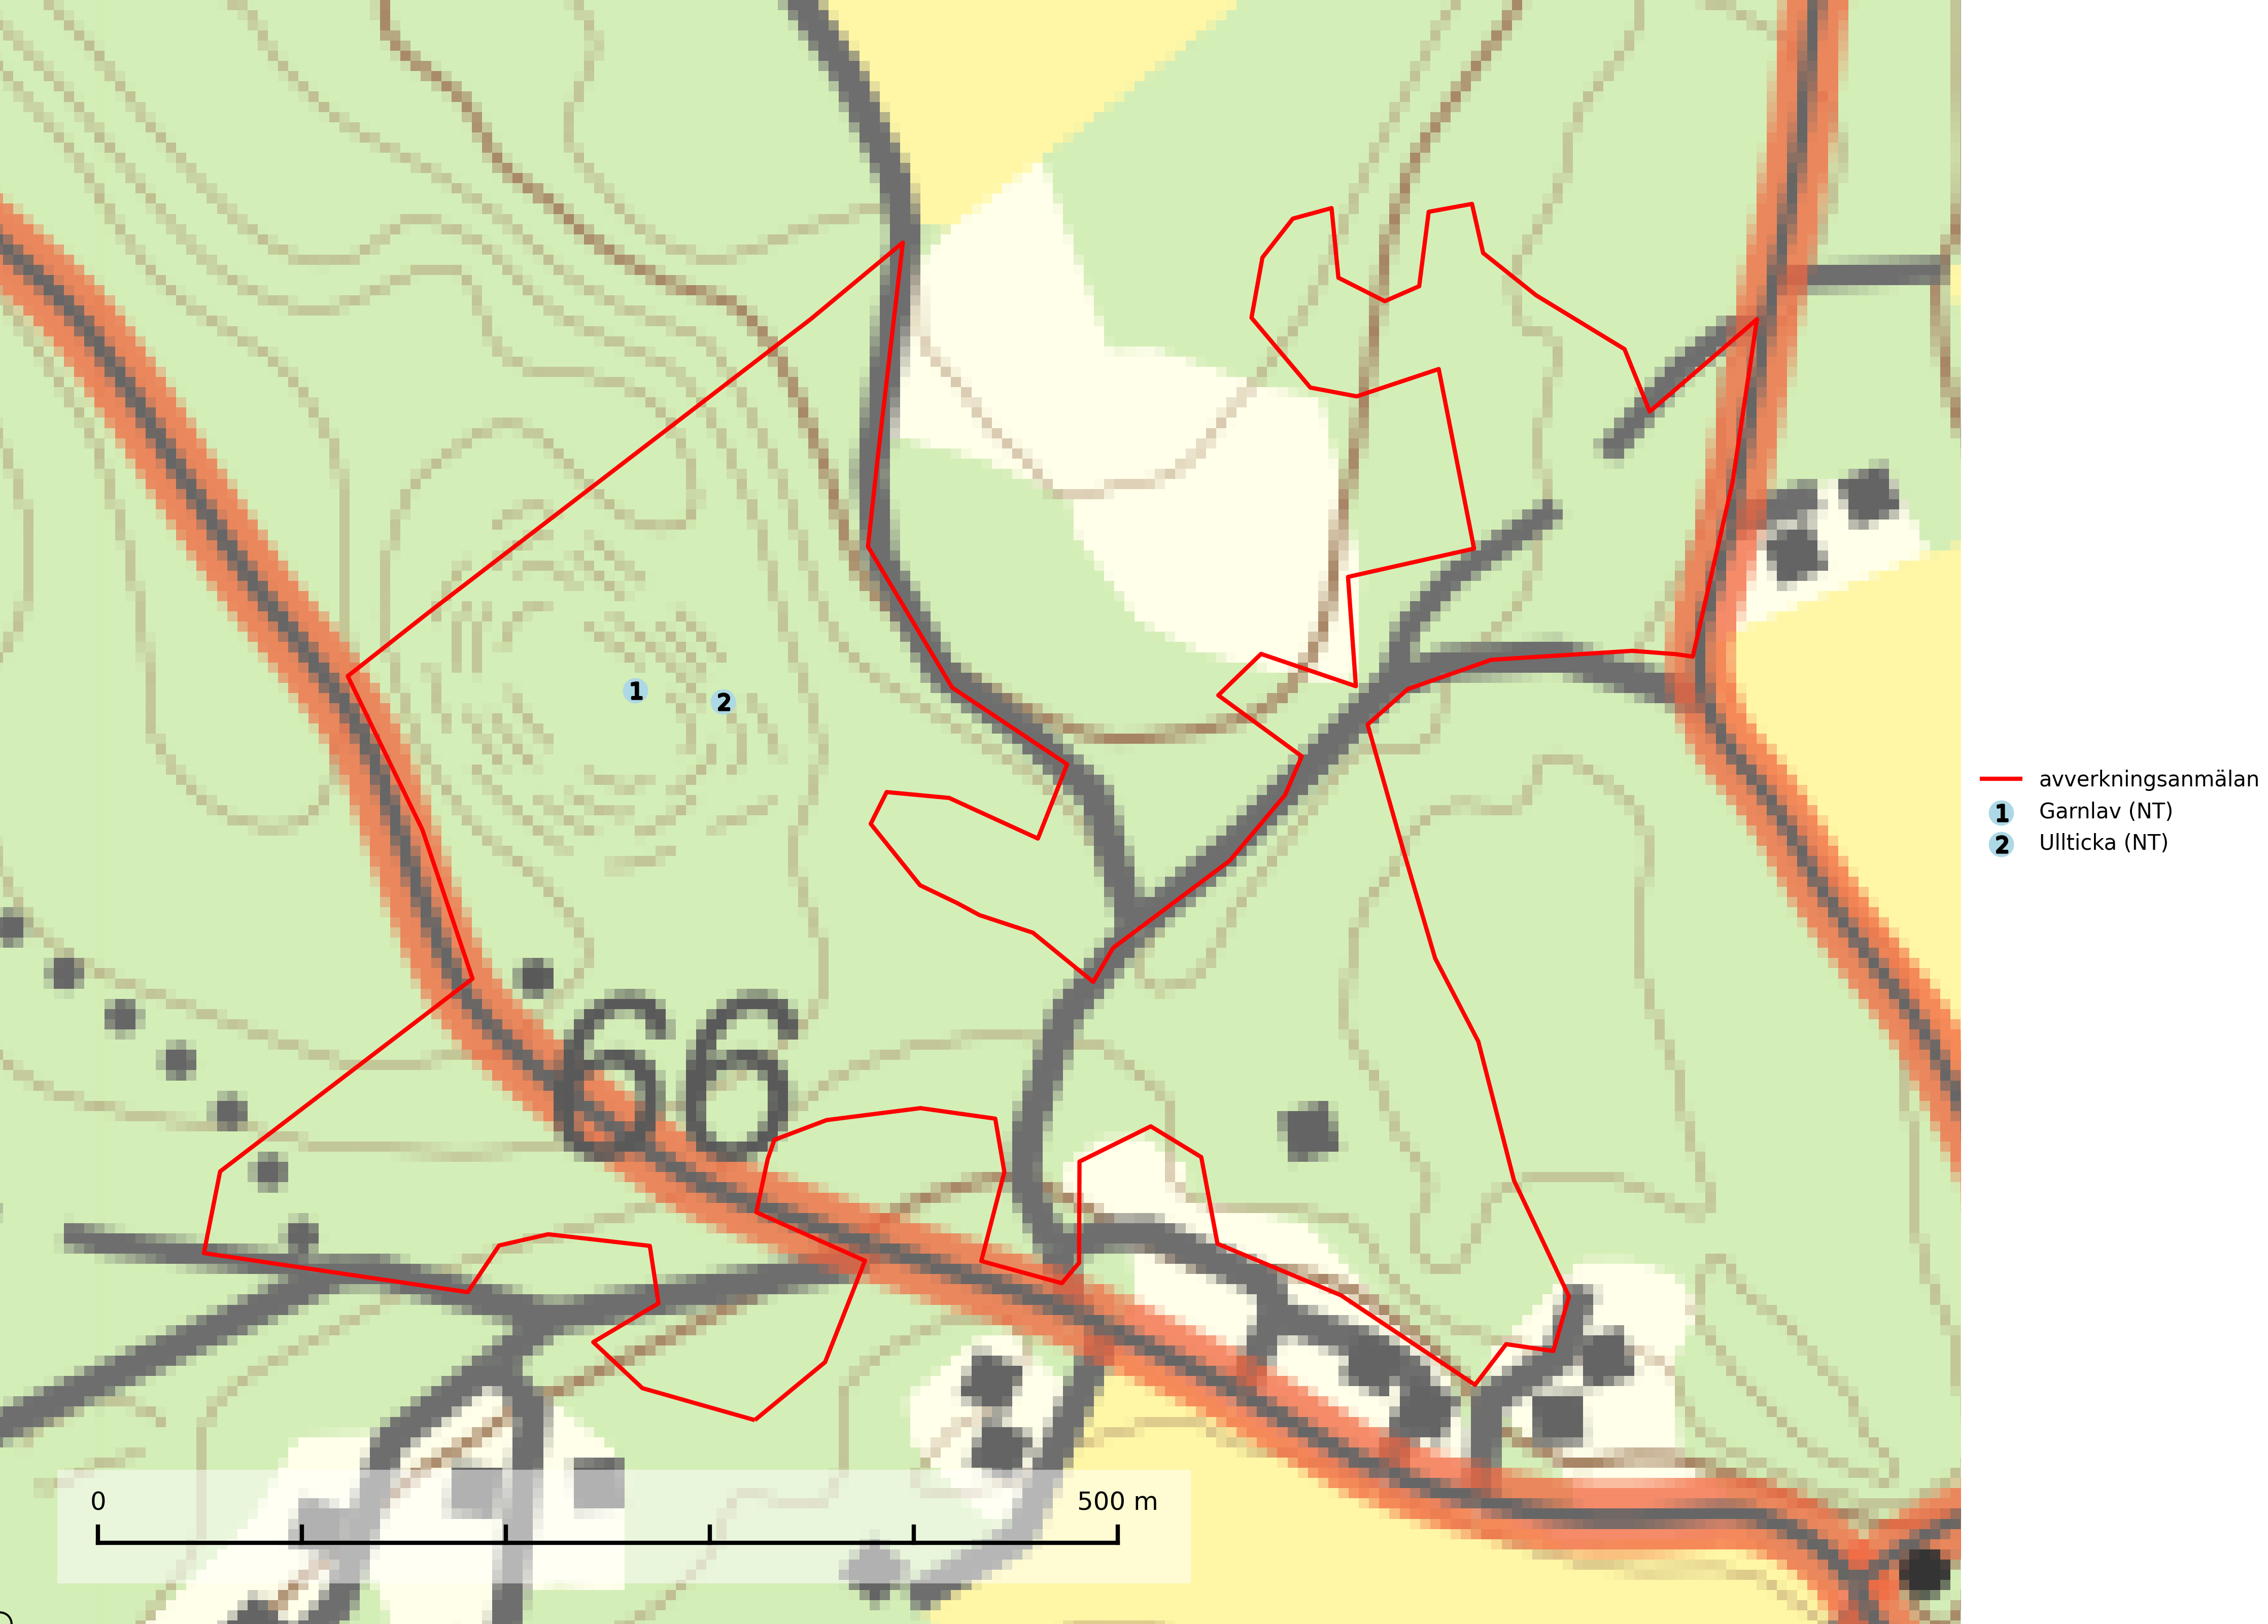 1
2
66
0
500 m
avverkningsanmälan
1 Garnlav (NT)
2 Ullticka (NT)